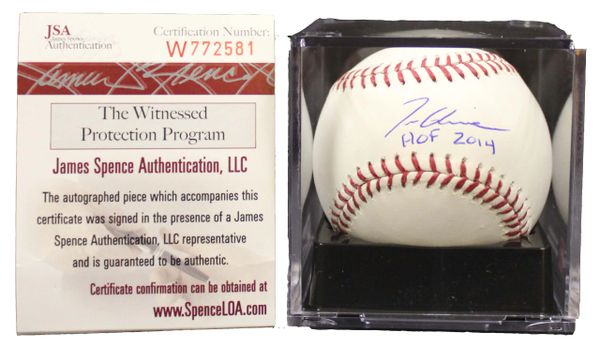 JSA
James Spence
Authentication
Certification Number:
W772581
The Witnessed
Protection Program
James Spence Authentication, LLC
The autographed piece which accompanies this
certificate was signed in the presence of a James
Spence Authentication, LLC representative
and is guaranteed to be authentic.
Certificate confirmation can be obtained at
www.SpenceLOA.com
HOF 2014